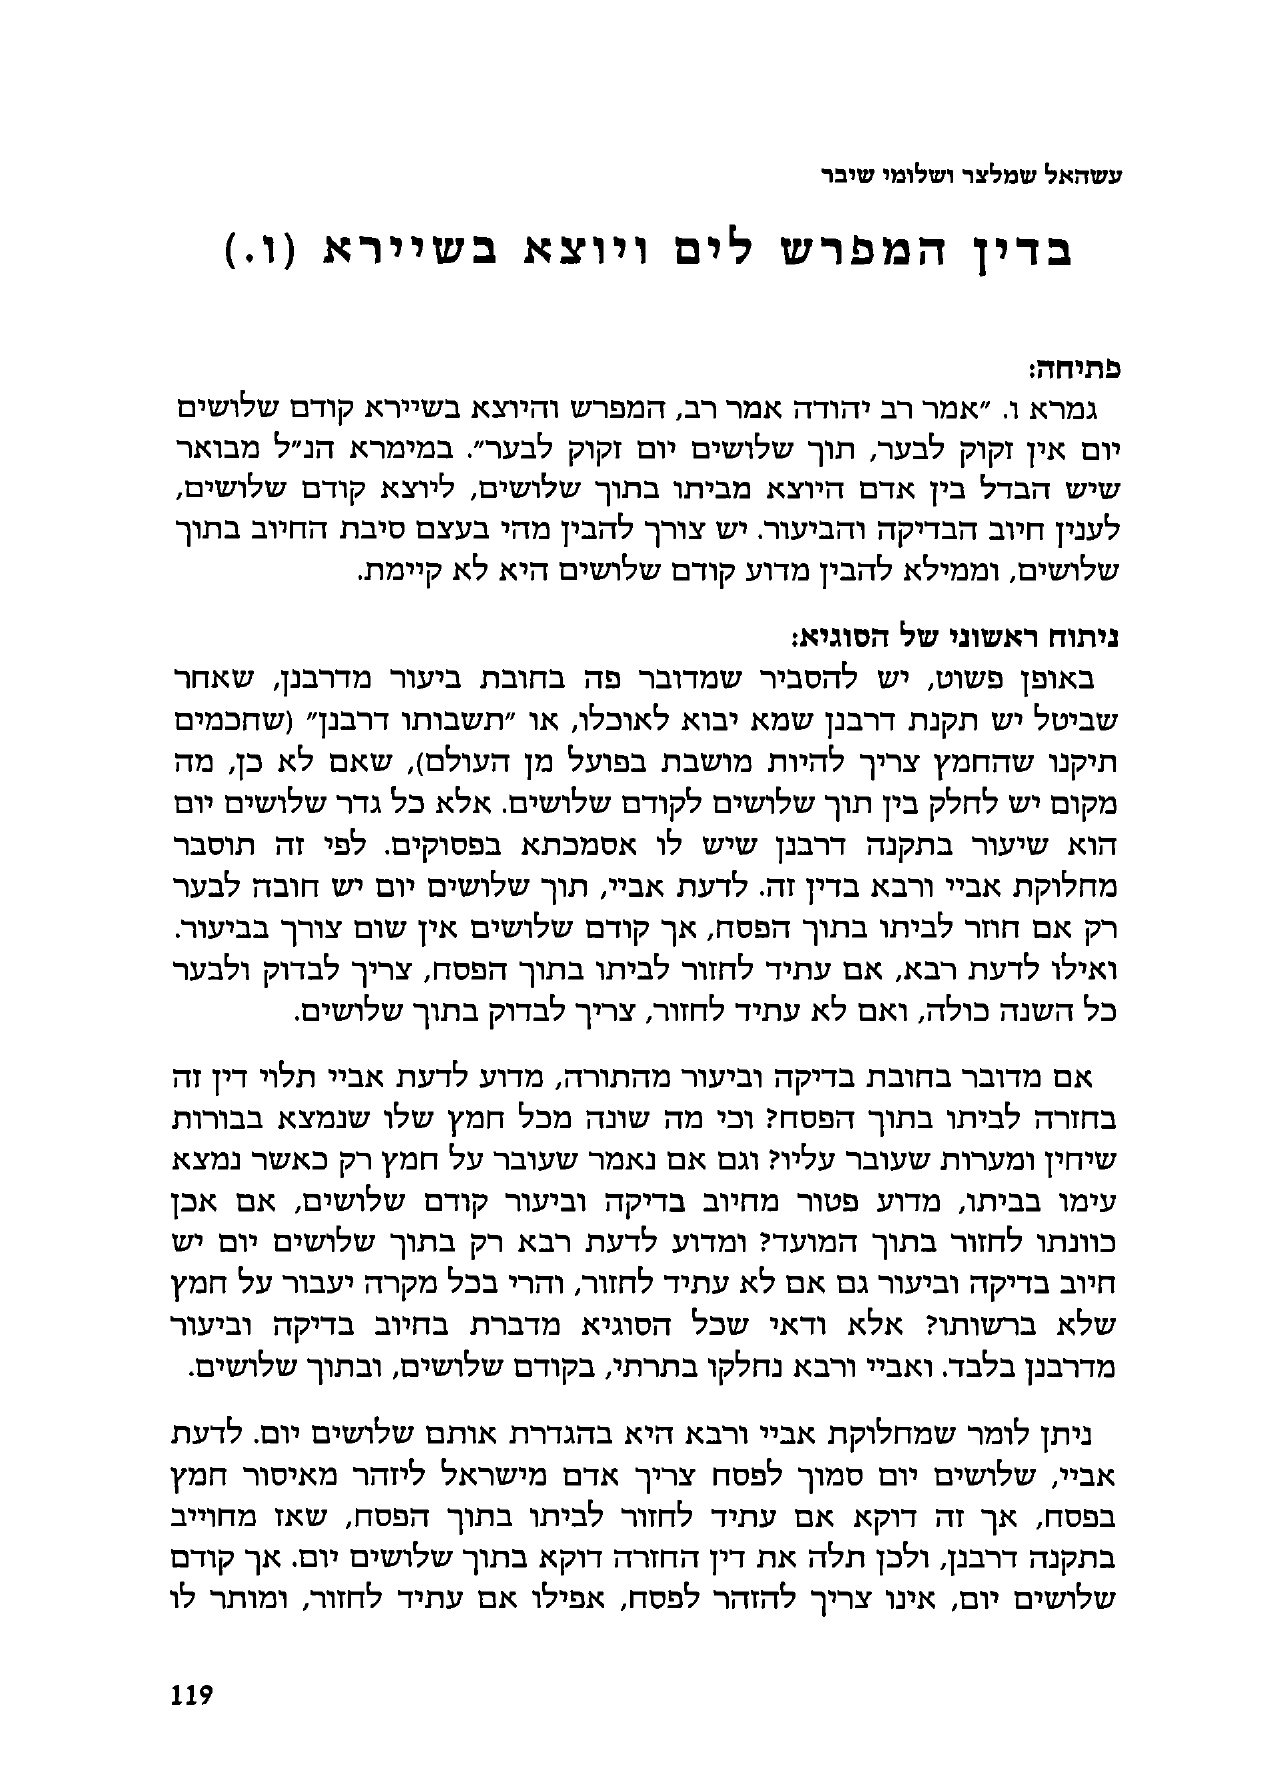 עשהאל שמלצר ושלומי שיבר
בדין המפרש לים ויוצא בשיירא (ו.)
פתיחה:
גמרא ו. "אמר רב יהודה אמר רב, המפרש והיוצא בשיירא קודם שלושים
יום אין זקוק לבער, תוך שלושים יום זקוק לבער". במימרא הנ"ל מבואר
שיש הבדל בין אדם היוצא מביתו בתוך שלושים, ליוצא קודם שלושים,
לענין חיוב הבדיקה והביעור. יש צורך להבין מהי בעצם סיבת החיוב בתוך
שלושים, וממילא להבין מדוע קודם שלושים היא לא קיימת.
ניתוח ראשוני של הסוגיא:
באופן פשוט, יש להסביר שמדובר פה בחובת ביעור מדרבנן, שאחר
שביטל יש תקנת דרבנן שמא יבוא לאוכלו, או "תשבותו דרבנן" (שחכמים
תיקנו שהחמץ צריך להיות מושבת בפועל מן העולם), שאם לא כן, מה
מקום יש לחלק בין תוך שלושים לקודם שלושים. אלא כל גדר שלושים יום
הוא שיעור בתקנה דרבנן שיש לו אסמכתא בפסוקים. לפי זה תוסבר
מחלוקת אביי ורבא בדין זה. לדעת אביי, תוך שלושים יום יש חובה לבער
רק אם חוזר לביתו בתוך הפסח, אך קודם שלושים אין שום צורך בביעור.
ואילו לדעת רבא, אם עתיד לחזור לביתו בתוך הפסח, צריך לבדוק ולבער
כל השנה כולה, ואם לא עתיד לחזור, צריך לבדוק בתוך שלושים.
אם מדובר בחובת בדיקה וביעור מהתורה, מדוע לדעת אביי תלוי דין זה
בחזרה לביתו בתוך הפסח? וכי מה שונה מכל חמץ שלו שנמצא בבורות
שיחין ומערות שעובר עליו? וגם אם נאמר שעובר על חמץ רק כאשר נמצא
עימו בביתו, מדוע פטור מחיוב בדיקה וביעור קודם שלושים, אם אכן
כוונתו לחזור בתוך המועד? ומדוע לדעת רבא רק בתוך שלושים יום יש
חיוב בדיקה וביעור גם אם לא עתיד לחזור, והרי בכל מקרה יעבור על חמץ
שלא ברשותו? אלא ודאי שכל הסוגיא מדברת בחיוב בדיקה וביעור
מדרבנן בלבד. ואביי ורבא נחלקו בתרתי, בקודם שלושים, ובתוך שלושים.
ניתן לומר שמחלוקת אביי ורבא היא בהגדרת אותם שלושים יום. לדעת
אביי, שלושים יום סמוך לפסח צריך אדם מישראל ליזהר מאיסור חמץ
בפסח, אך זה דוקא אם עתיד לחזור לביתו בתוך הפסח, שאז מחוייב
בתקנה דרבנן, ולכן תלה את דין החזרה דוקא בתוך שלושים יום. אך קודם
שלושים יום, אינו צריך להזהר לפסח, אפילו אם עתיד לחזור, ומותר לו
119